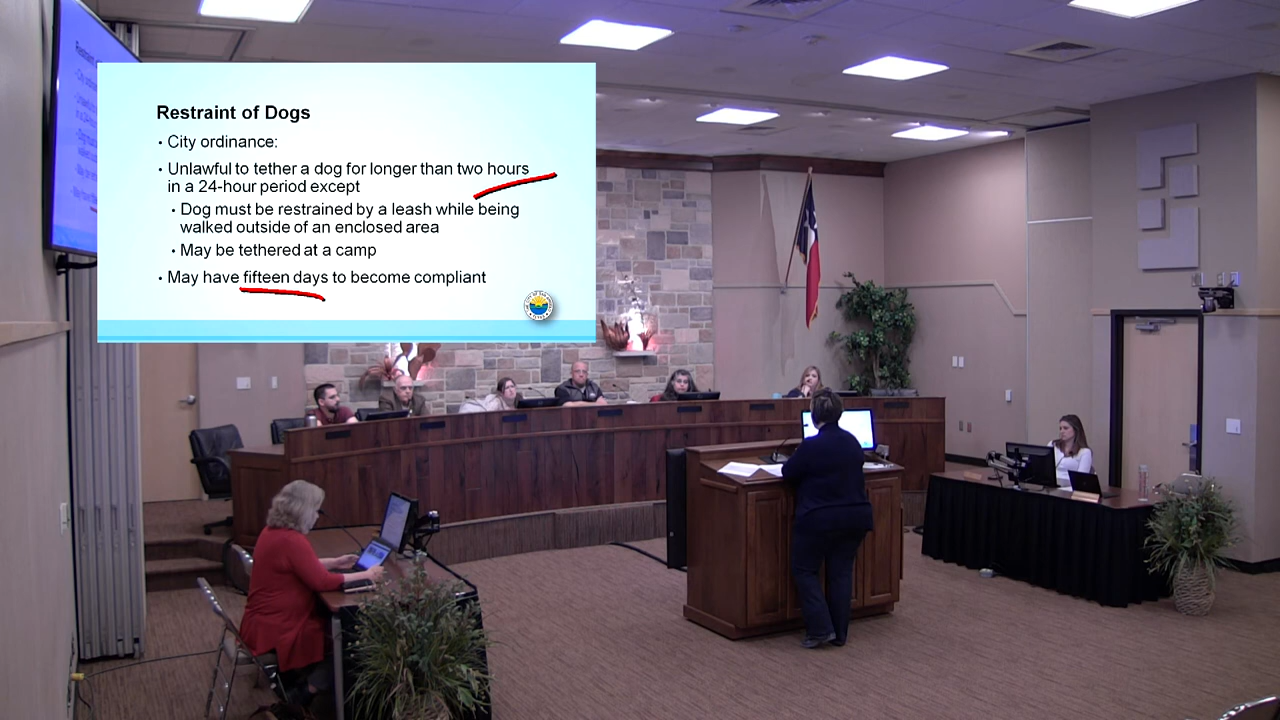 Restraint of Dogs
• City ordinance:
• Unlawful to tether a dog for longer than two hours
in a 24-hour period except
• Dog must be restrained by a leash while being
walked outside of an enclosed area
• May be tethered at a camp
• May have fifteen days to become compliant